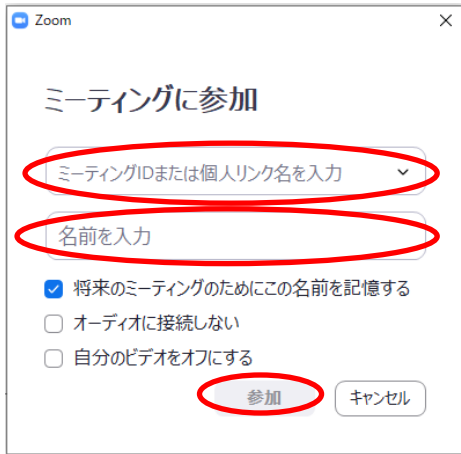 Zoom
ミーティングに参加
ミーティングIDまたは個人リンク名を入力
名前を入力
将来のミーティングのためにこの名前を記憶する
オーディオに接続しない
自分のビデオをオフにする
参加 キャンセル